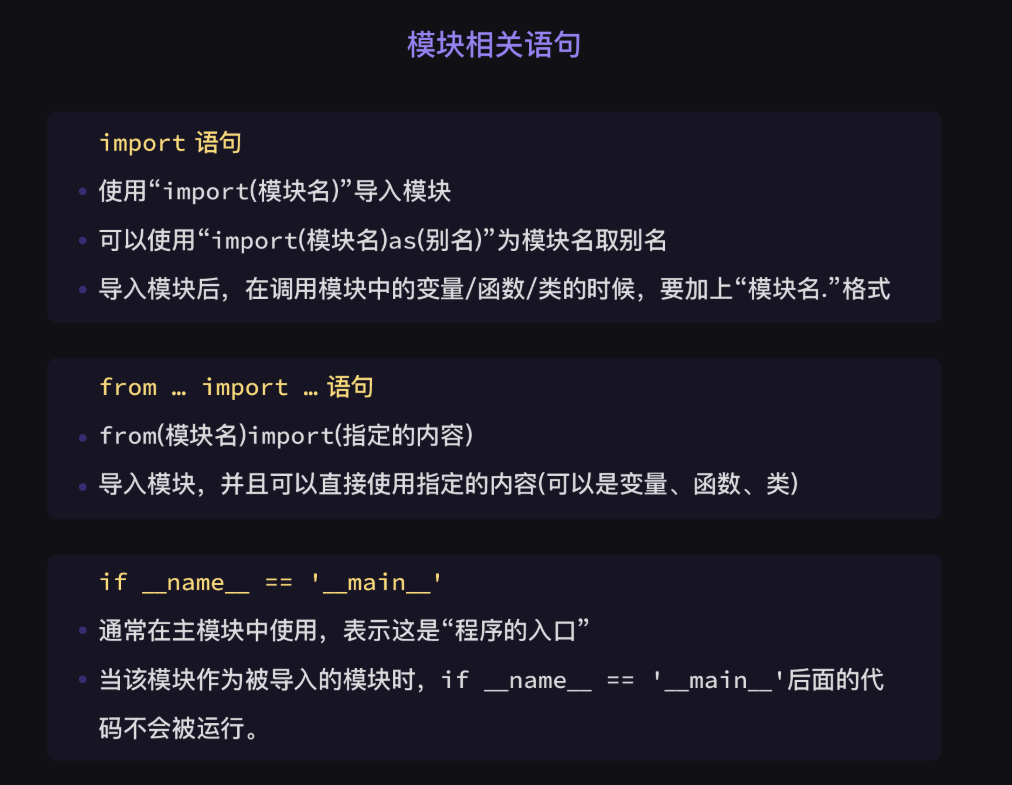 模块相关语句
import 语句
使用“import(模块名)”导入模块
可以使用“import(模块名)as(别名)”为模块名取别名
导入模块后，在调用模块中的变量/函数/类的时候，要加上“模块名.”格式
from … import … 语句
from(模块名)import(指定的内容)
导入模块，并且可以直接使用指定的内容(可以是变量、函数、类)
if __name__ == '__main__'
通常在主模块中使用，表示这是“程序的入口”
当该模块作为被导入的模块时，if __name__ == '__main__'后面的代
码不会被运行。